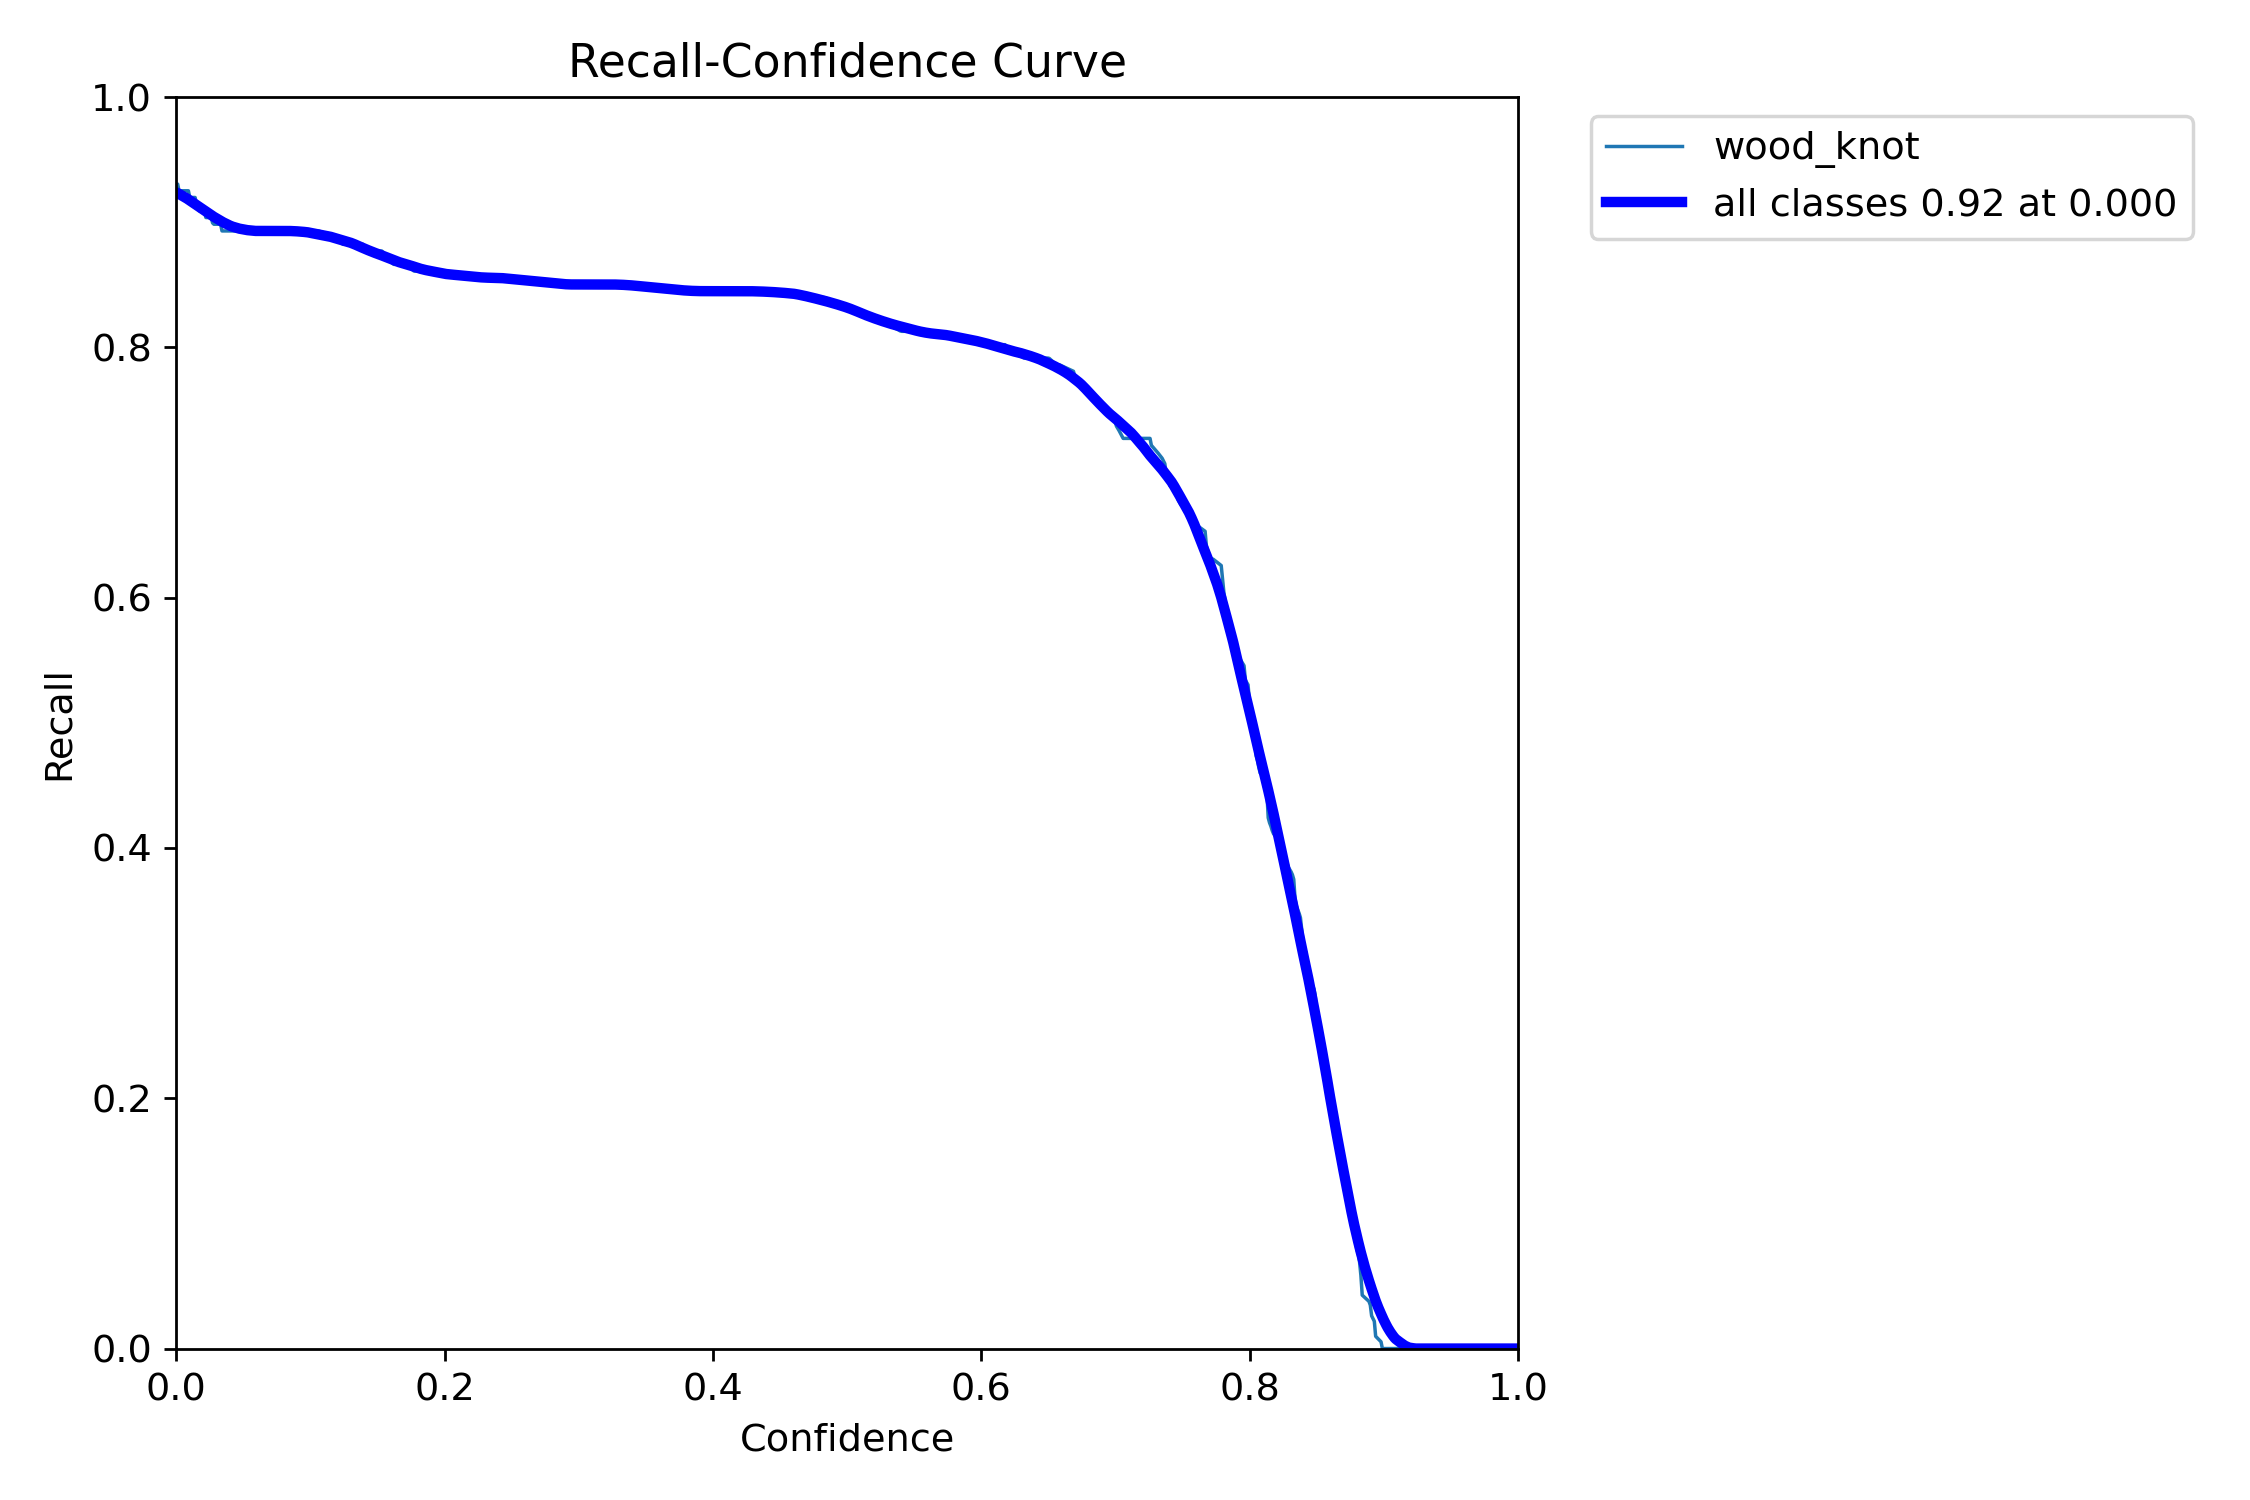 Recall-Confidence Curve
1.0
0.8
0.6
0.4
0.2
0.0
Recall
0.0 0.2 0.4 0.6 0.8 1.0
Confidence
wood_knot
all classes 0.92 at 0.000